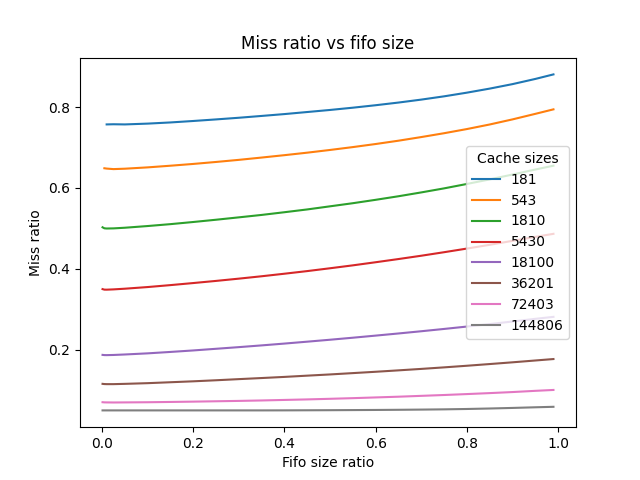 Miss ratio vs fifo size
Miss ratio
0.8
0.6
0.4
0.2
Cache sizes
181
543
1810
5430
18100
36201
72403
144806
0.0 0.2 0.4 0.6 0.8 1.0
Fifo size ratio